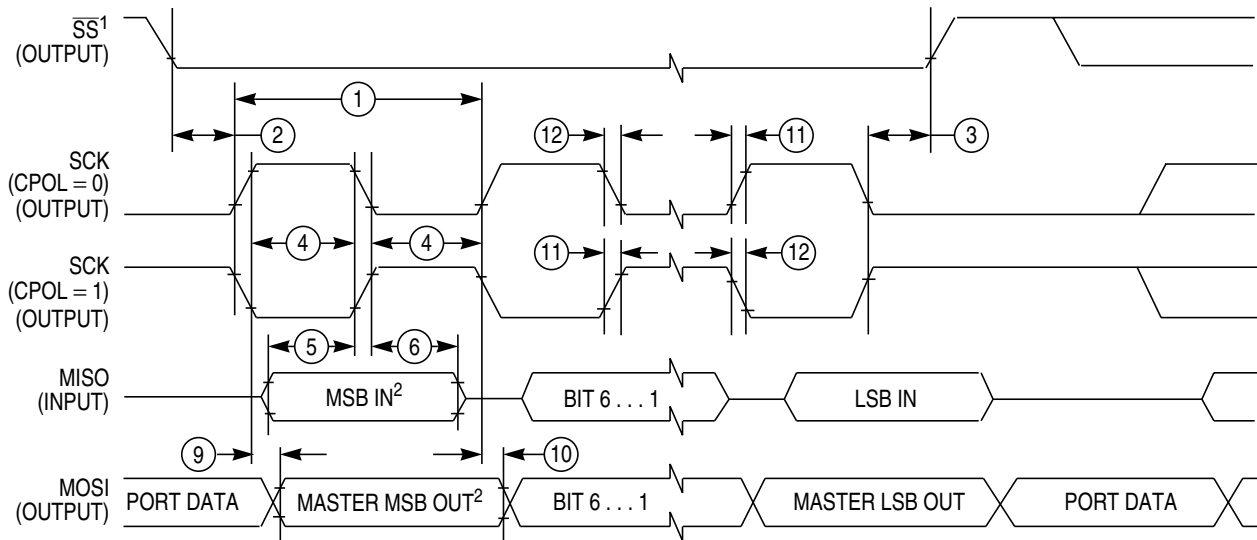 SS¹
(OUTPUT)
1
2
12
11
3
SCK
(CPOL = 0)
(OUTPUT)
4
4
SCK
(CPOL = 1)
(OUTPUT)
11
12
5
6
MISO
(INPUT)
MSB IN²
BIT 6 . . . 1
LSB IN
9
10
MOSI
(OUTPUT)
PORT DATA
MASTER MSB OUT²
BIT 6 . . . 1
MASTER LSB OUT
PORT DATA